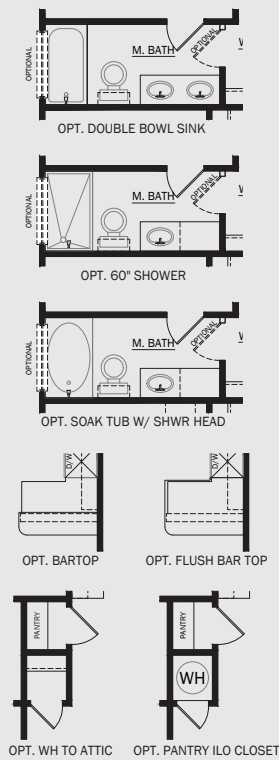 OPTIONAL
M. BATH
OPTIONAL
OPT. DOUBLE BOWL SINK
OPTIONAL
M. BATH
OPTIONAL
OPT. 60" SHOWER
OPTIONAL
M. BATH
OPTIONAL
OPT. SOAK TUB W/ SHWR HEAD
D/W
D/W
OPT. BARTOP
OPT. FLUSH BAR TOP
PANTRY
PANTRY
WH
OPT. WH TO ATTIC
OPT. PANTRY ILO CLOSET